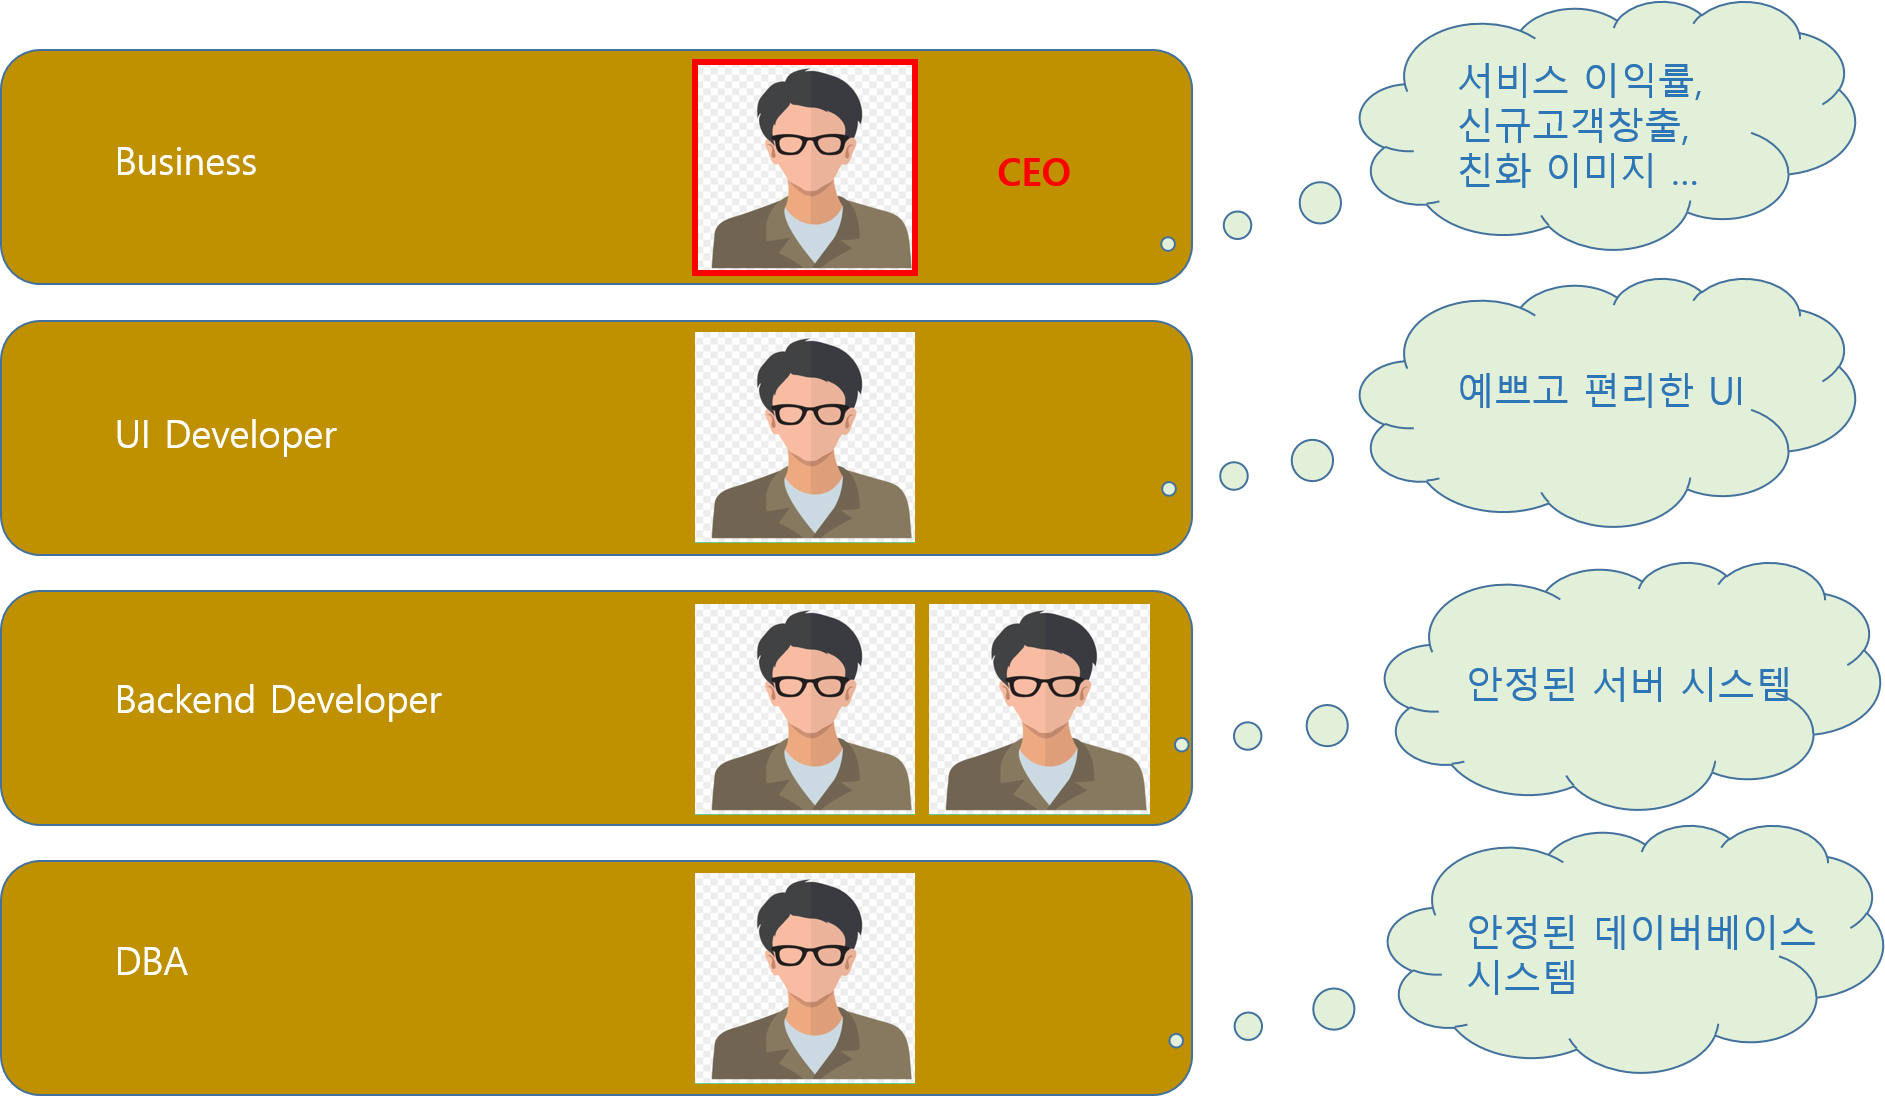 Business
CEO
서비스 이익률,
신규고객창출,
친화 이미지 ...
UI Developer
예쁘고 편리한 UI
Backend Developer
안정된 서버 시스템
DBA
안정된 데이버베이스
시스템